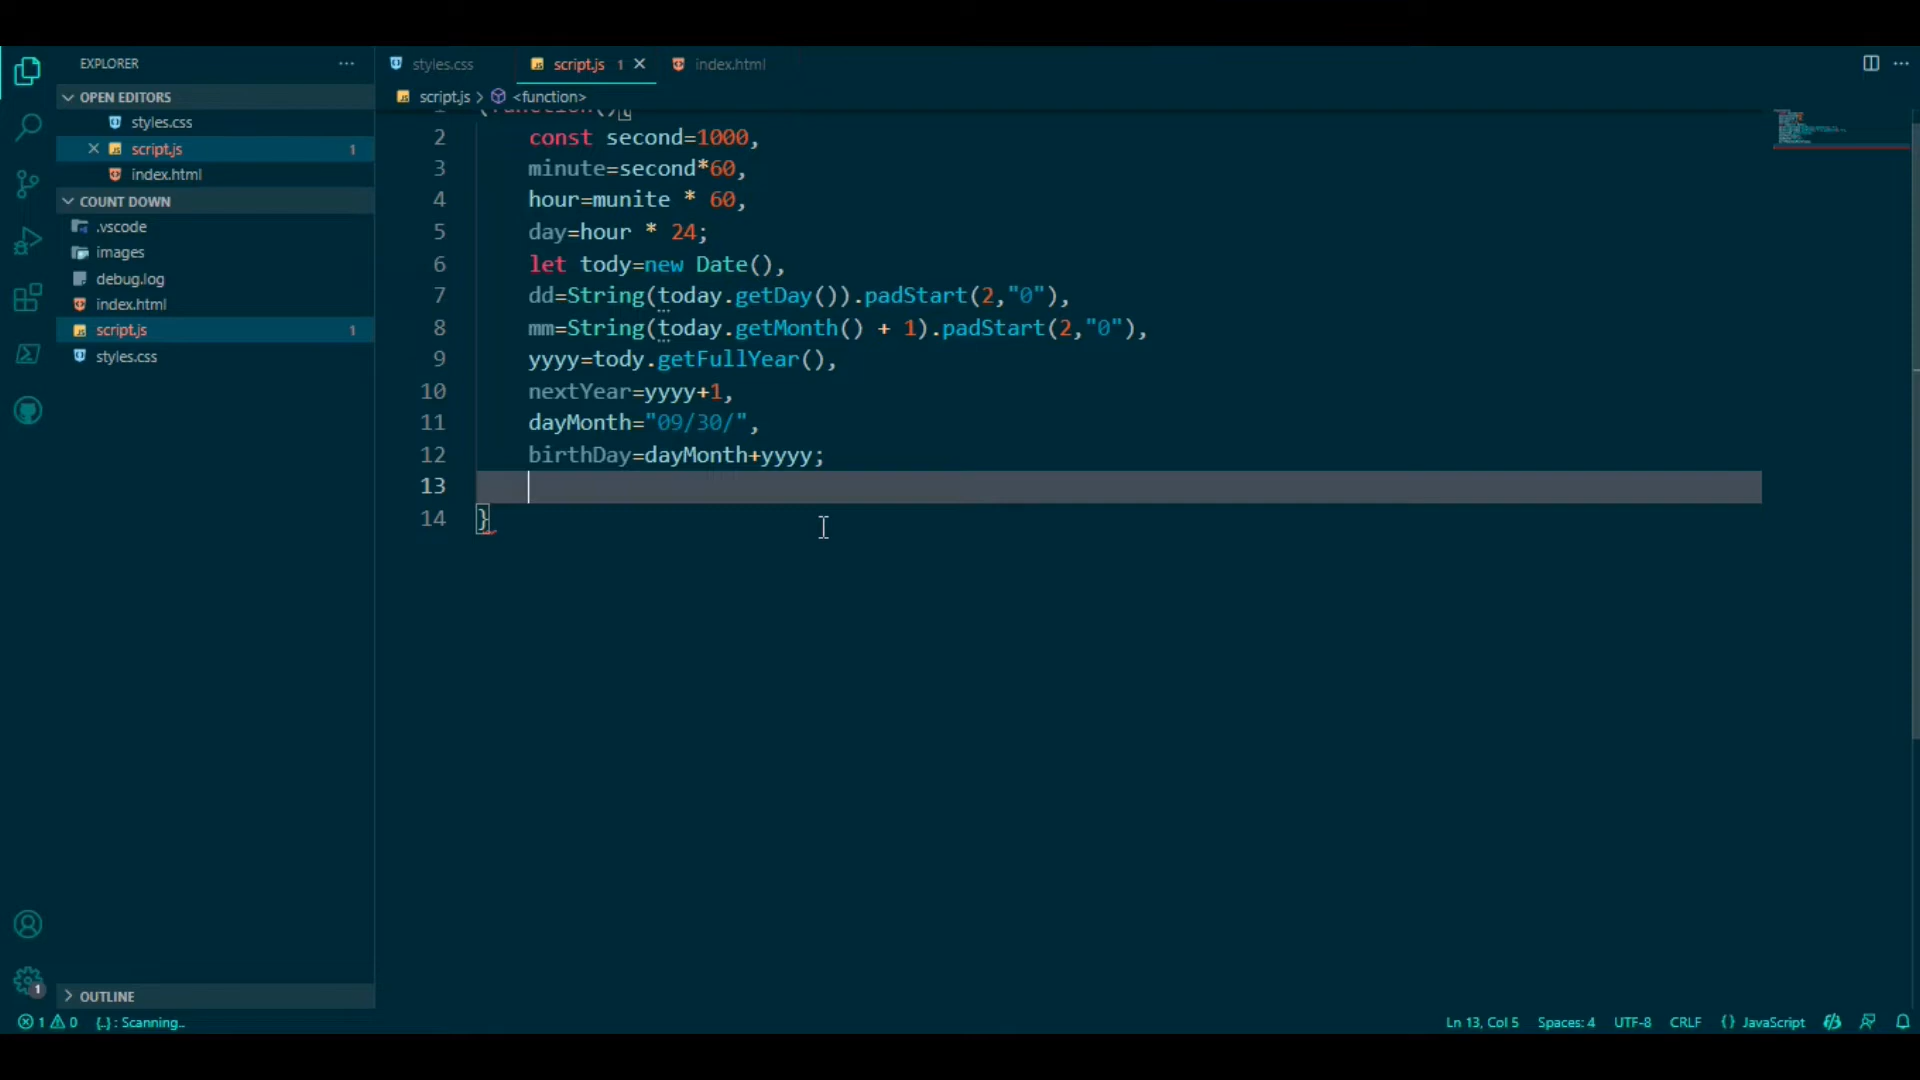 EXPLORER
OPEN EDITORS
styles.css
script.js 1
index.html
COUNT DOWN
.vscode
images
debug.log
index.html
script.js 1
styles.css
OUTLINE
styles.css script.js 1 index.html
script.js > <function>
2 const second=1000,
3 minute=second*60,
4 hour=munite * 60,
5 day=hour * 24;
6 let tody=new Date(),
7 dd=String(today.getDay()).padStart(2,"0"),
8 mm=String(today.getMonth() + 1).padStart(2,"0"),
9 yyyy=tody.getFullYear(),
10 nextYear=yyyy+1,
11 dayMonth="09/30/",
12 birthDay=dayMonth+yyyy;
13
14 }
1
1 0 {..} : Scanning..
Ln 13, Col 5 Spaces: 4 UTF-8 CRLF {} JavaScript